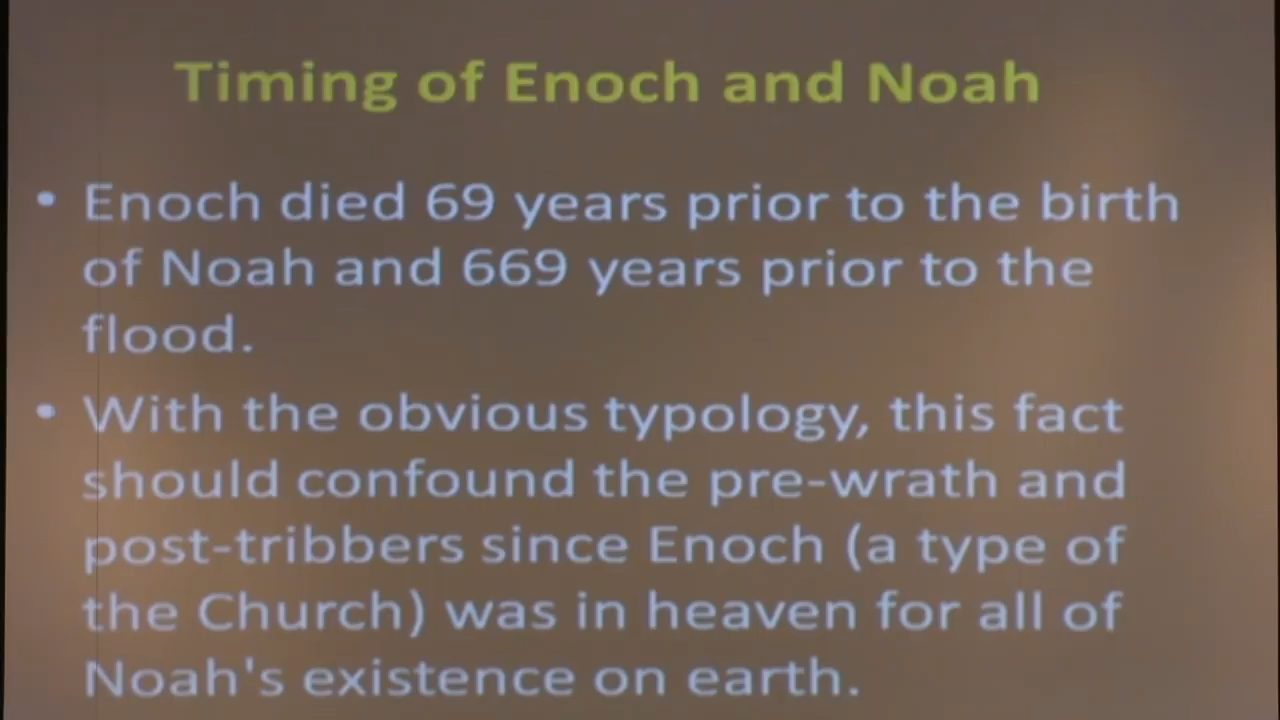 Timing of Enoch and Noah
• Enoch died 69 years prior to the birth
of Noah and 669 years prior to the
flood.
• With the obvious typology, this fact
should confound the pre-wrath and
post-tribbers since Enoch (a type of
the Church) was in heaven for all of
Noah's existence on earth.